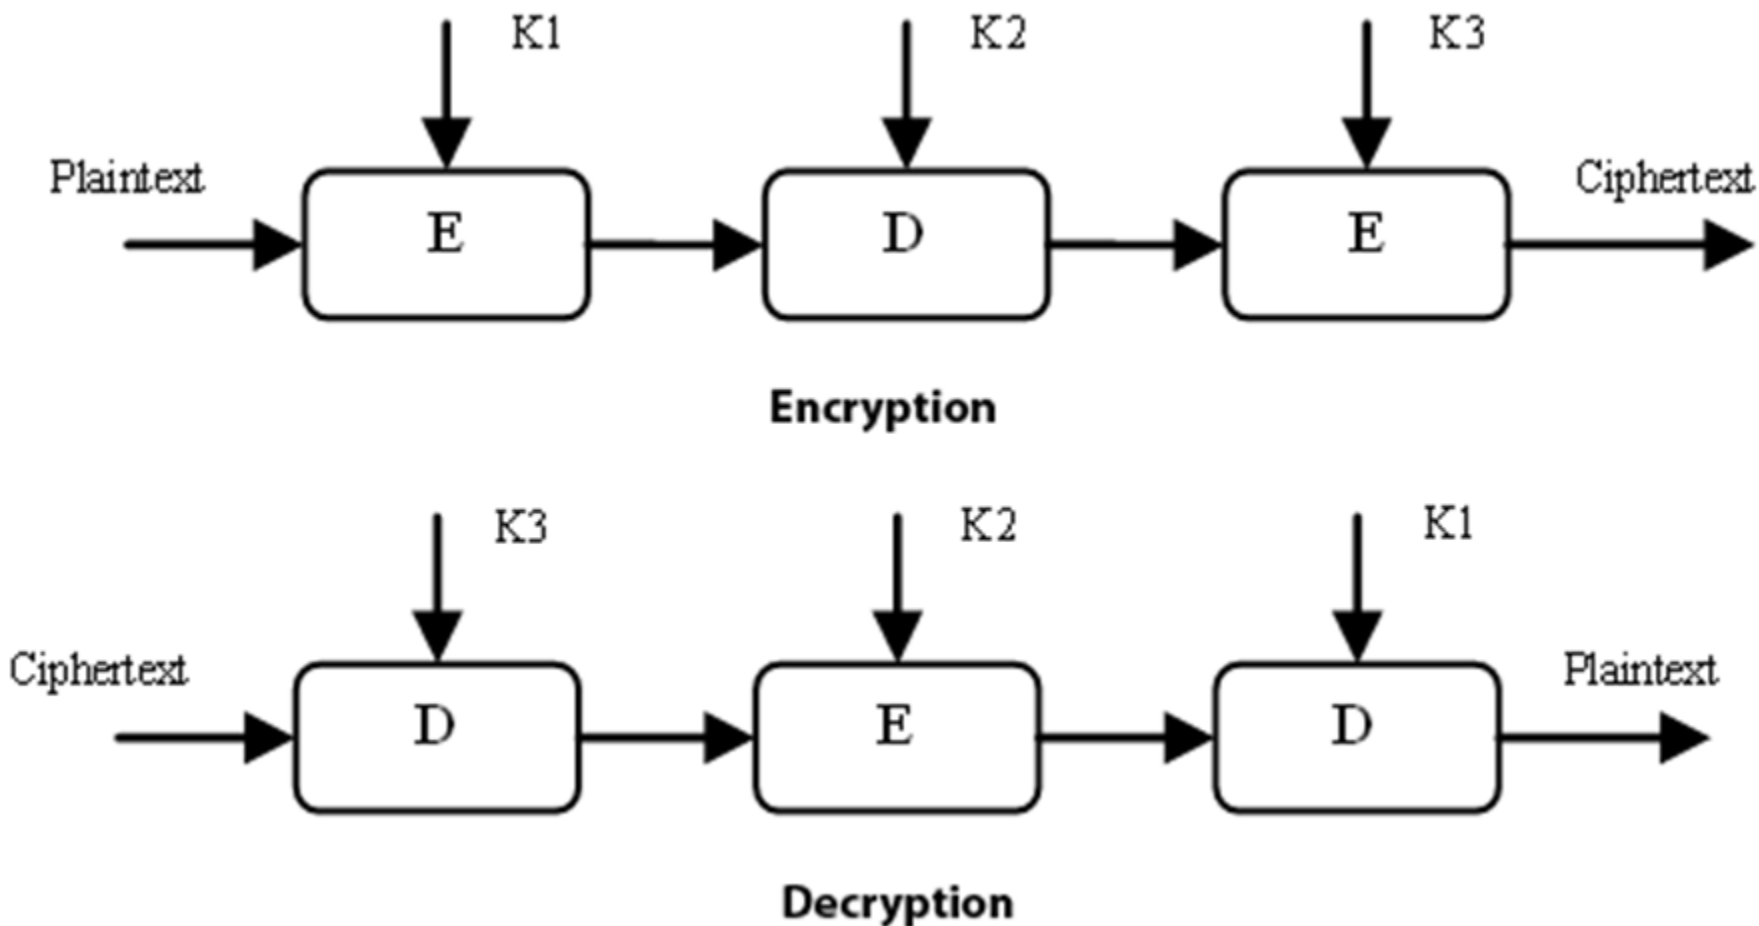 K1 K2 K3
Plaintext Ciphertext
E D E
Encryption
K3 K2 K1
Ciphertext Plaintext
D E D
Decryption